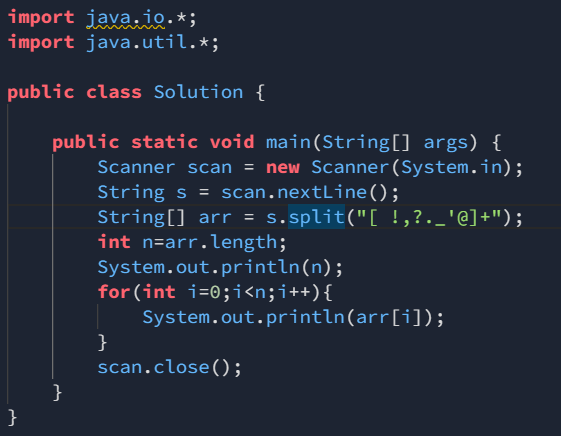 import java.io.*;
import java.util.*;
public class Solution {
    public static void main(String[] args) {
        Scanner scan = new Scanner(System.in);
        String s = scan.nextLine();
        String[] arr = s.split("[ !,?._'@]+");
        int n=arr.length;
        System.out.println(n);
        for(int i=0;i<n;i++){
            System.out.println(arr[i]);
        }
        scan.close();
    }
}